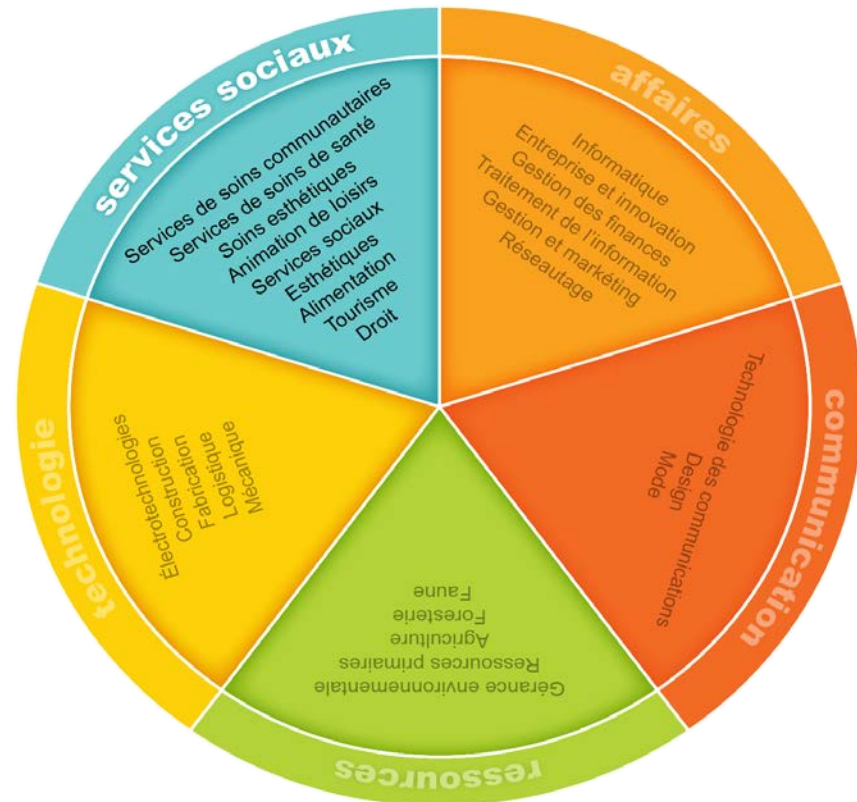 services sociaux
Services de soins communautaires
Services de soins de santé
Soins esthétiques
Animation de loisirs
Services sociaux
Esthétiques
Alimentation
Tourisme
Droit
affaires
Informatique
Entreprise et innovation
Gestion des finances
Traitement de l'information
Gestion et markéting
Réseautage
communication
Technologie des communications
Design
Mode
ressources
Gérance environnementale
Ressources primaires
Agriculture
Foresterie
Faune
technologie
Électrotechnologies
Construction
Fabrication
Logistique
Mécanique